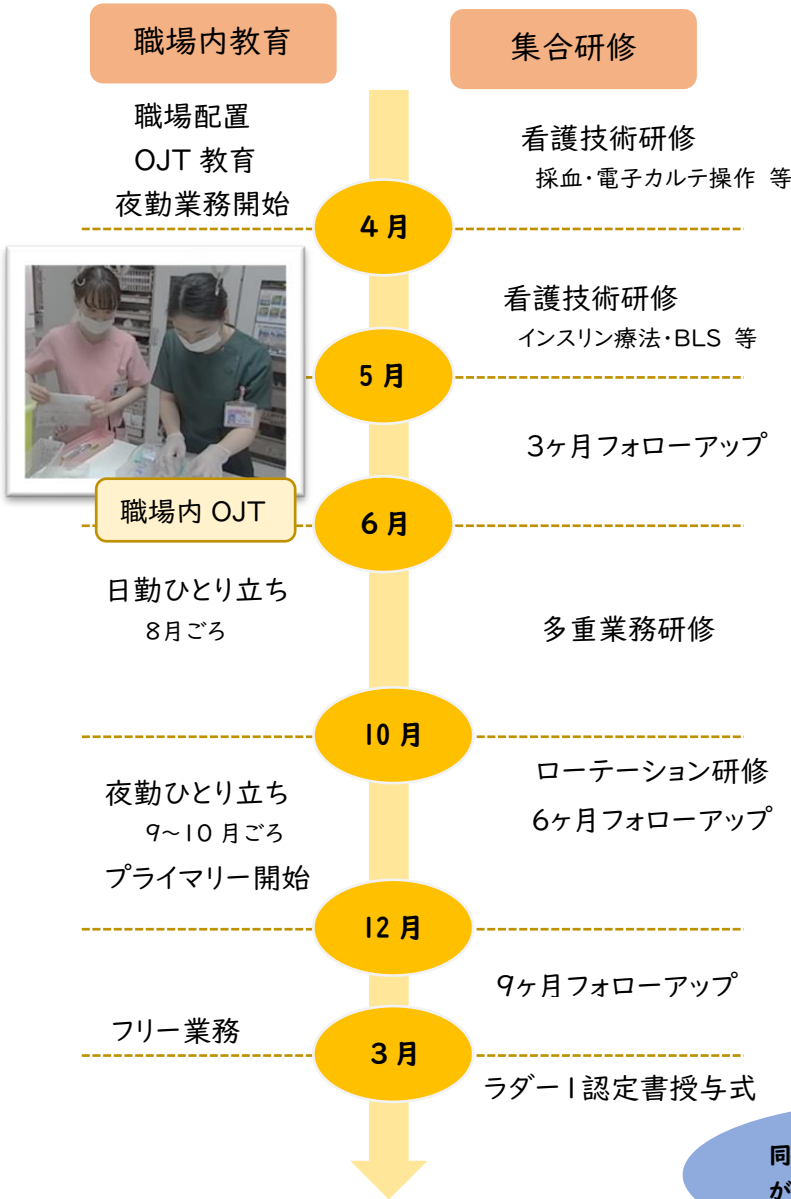 職場内教育
集合研修
職場配置
OJT 教育
夜勤業務開始
看護技術研修
採血・電子カルテ操作 等
4月
看護技術研修
インスリン療法・BLS 等
5月
3ヶ月フォローアップ
職場内 OJT
6月
日勤ひとり立ち
8月ごろ
多重業務研修
10月
ローテーション研修
6ヶ月フォローアップ
夜勤ひとり立ち
9~10月ごろ
プライマリー開始
12月
9ヶ月フォローアップ
フリー業務
3月
ラダーⅠ認定書授与式
同
が